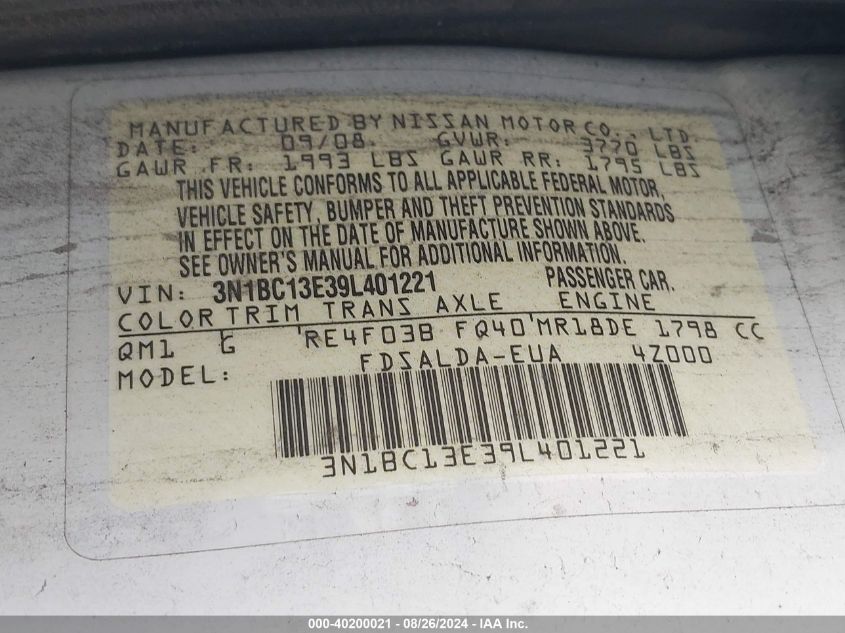 MANUFACTURED BY NISSAN MOTOR CO., LTD.
DATE: 09/08. GVWR: 3770 LBS
GAWR FR: 1993 LBS GAWR RR: 1795 LBS
THIS VEHICLE CONFORMS TO ALL APPLICABLE FEDERAL MOTOR
VEHICLE SAFETY, BUMPER AND THEFT PREVENTION STANDARDS
IN EFFECT ON THE DATE OF MANUFACTURE SHOWN ABOVE.
SEE OWNER'S MANUAL FOR ADDITIONAL INFORMATION.
VIN: 3N1BC13E39L401221 PASSENGER CAR.
COLOR TRIM TRANS AXLE ENGINE
QM1 G RE4F03B FQ40 MR18DE 1798 CC
MODEL: FDSALDA-EUA 4Z000
3N1BC13E39L401221
000-40200021 - 08/26/2024 - IAA Inc.